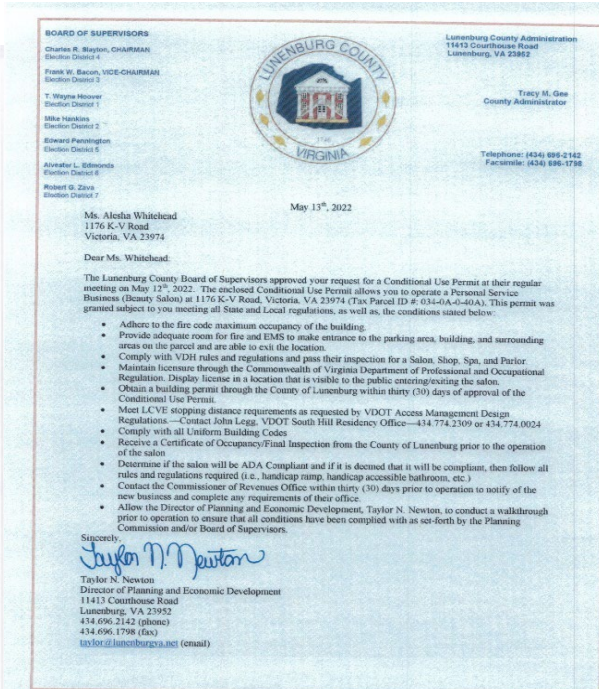 BOARD OF SUPERVISORS
Charles R. Slayton, CHAIRMAN
Election District 4
Frank W. Bacon, VICE-CHAIRMAN
Election District 3
T. Wayne Hoover
Election District 1
Mike Hankins
Election District 2
Edward Pennington
Election District 5
Alvester L. Edmonds
Election District 6
Robert G. Zava
Election District 7
LUNENBURG COUNTY
1746
VIRGINIA
Lunenburg County Administration
11413 Courthouse Road
Lunenburg, VA 23952
Tracy M. Gee
County Administrator
Telephone: (434) 696-2142
Facsimile: (434) 696-1798
May 13th, 2022
Ms. Alesha Whitehead
1176 K-V Road
Victoria, VA 23974
Dear Ms. Whitehead:
The Lunenburg County Board of Supervisors approved your request for a Conditional Use Permit at their regular
meeting on May 12th, 2022. The enclosed Conditional Use Permit allows you to operate a Personal Service
Business (Beauty Salon) at 1176 K-V Road, Victoria, VA 23974 (Tax Parcel ID #: 034-0A-0-40A). This permit was
granted subject to you meeting all State and Local regulations, as well as, the conditions stated below:
• Adhere to the fire code maximum occupancy of the building.
• Provide adequate room for fire and EMS to make entrance to the parking area, building, and surrounding
areas on the parcel and are able to exit the location.
• Comply with VDH rules and regulations and pass their inspection for a Salon, Shop, Spa, and Parlor.
• Maintain licensure through the Commonwealth of Virginia Department of Professional and Occupational
Regulation. Display license in a location that is visible to the public entering/exiting the salon.
• Obtain a building permit through the County of Lunenburg within thirty (30) days of approval of the
Conditional Use Permit.
• Meet LCVE stopping distance requirements as requested by VDOT Access Management Design
Regulations.—Contact John Legg, VDOT South Hill Residency Office—434.774.2309 or 434.774.0024
• Comply with all Uniform Building Codes
• Receive a Certificate of Occupancy/Final Inspection from the County of Lunenburg prior to the operation
of the salon
• Determine if the salon will be ADA Compliant and if it is deemed that it will be compliant, then follow all
rules and regulations required (i.e., handicap ramp, handicap accessible bathroom, etc.)
• Contact the Commissioner of Revenues Office within thirty (30) days prior to operation to notify of the
new business and complete any requirements of their office.
• Allow the Director of Planning and Economic Development, Taylor N. Newton, to conduct a walkthrough
prior to operation to ensure that all conditions have been complied with as set-forth by the Planning
Commission and/or Board of Supervisors.
Sincerely,
Taylor N. Newton
Taylor N. Newton
Director of Planning and Economic Development
11413 Courthouse Road
Lunenburg, VA 23952
434.696.2142 (phone)
434.696.1798 (fax)
taylor@lunenburgva.net (email)